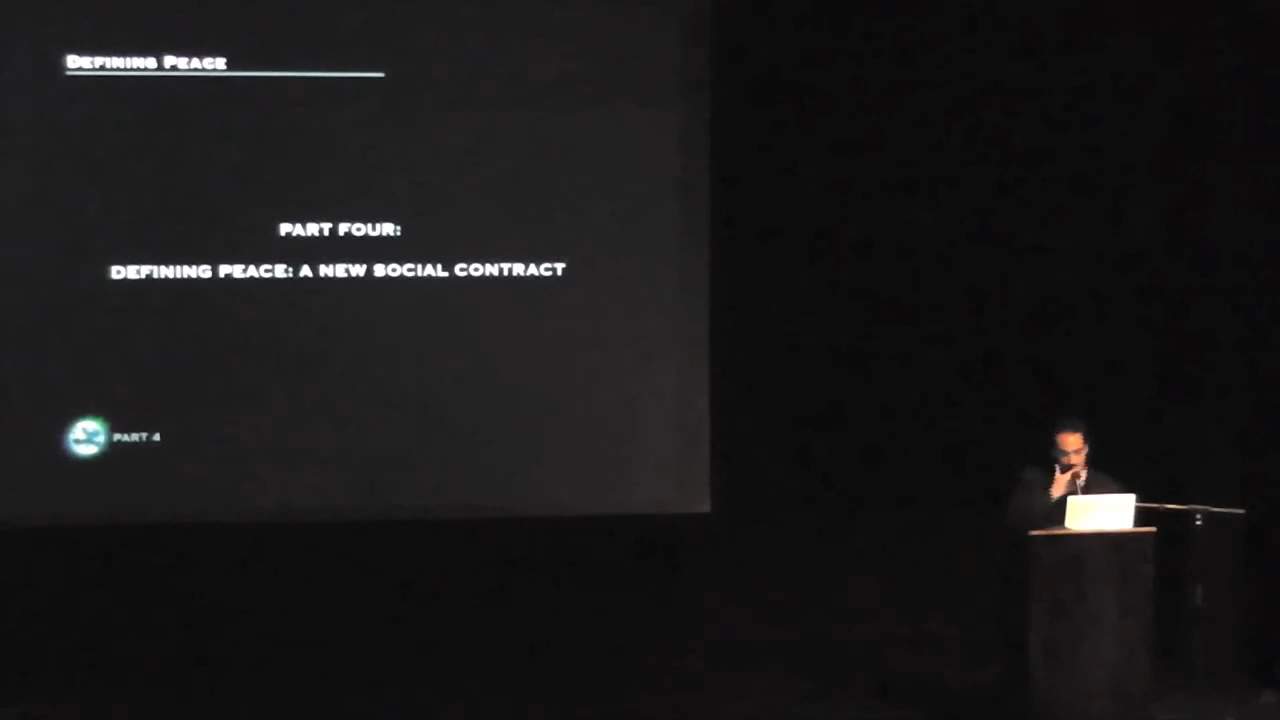 DEFINING PEACE
PART FOUR:
DEFINING PEACE: A NEW SOCIAL CONTRACT
PART 4